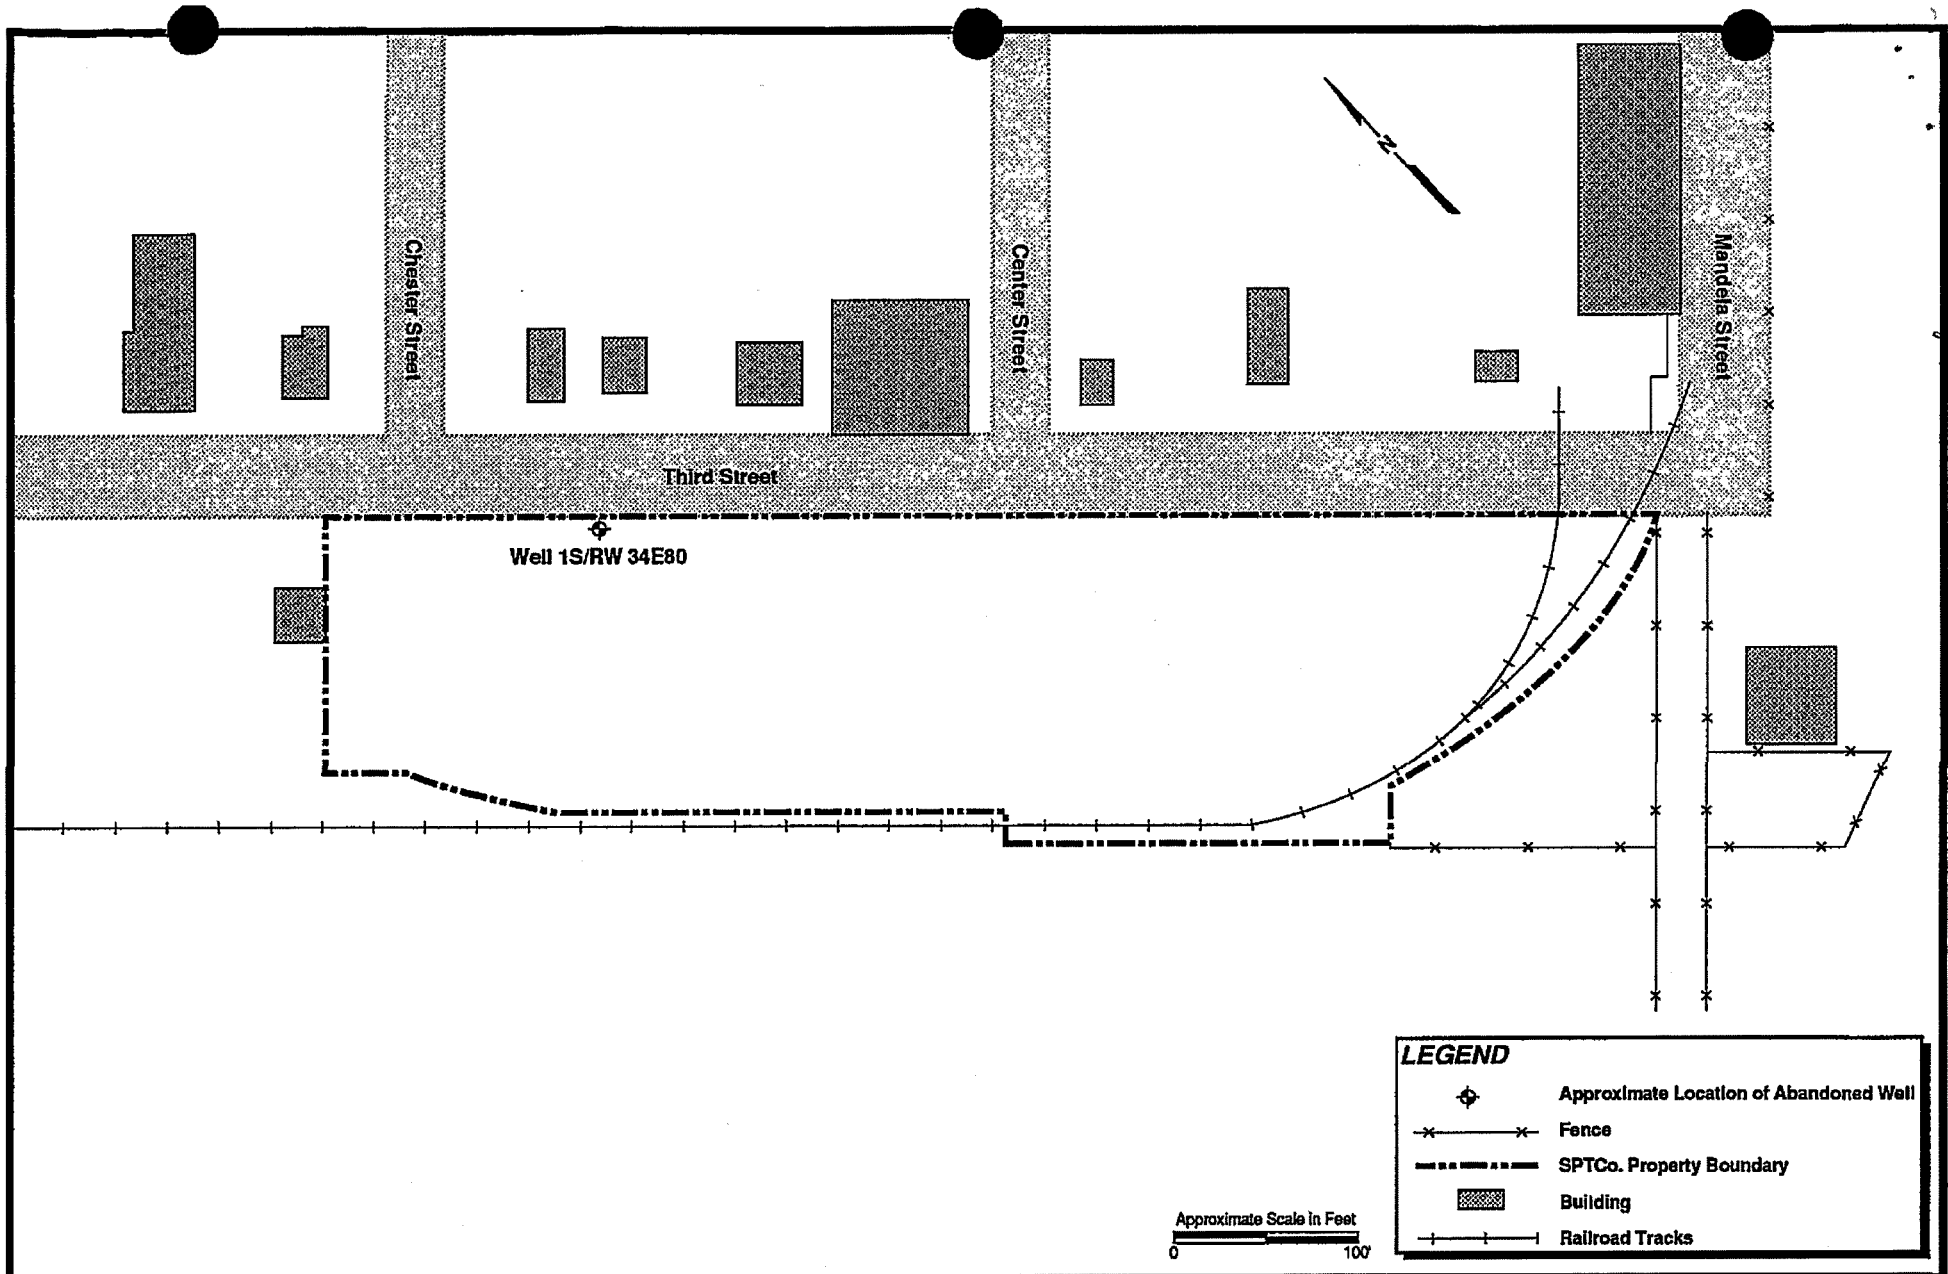 N
Chester Street
Center Street
Mandela Street
Third Street
Well 1S/RW 34E80
LEGEND
Approximate Location of Abandoned Well
Fence
SPTCo. Property Boundary
Building
Railroad Tracks
Approximate Scale in Feet
0 100'